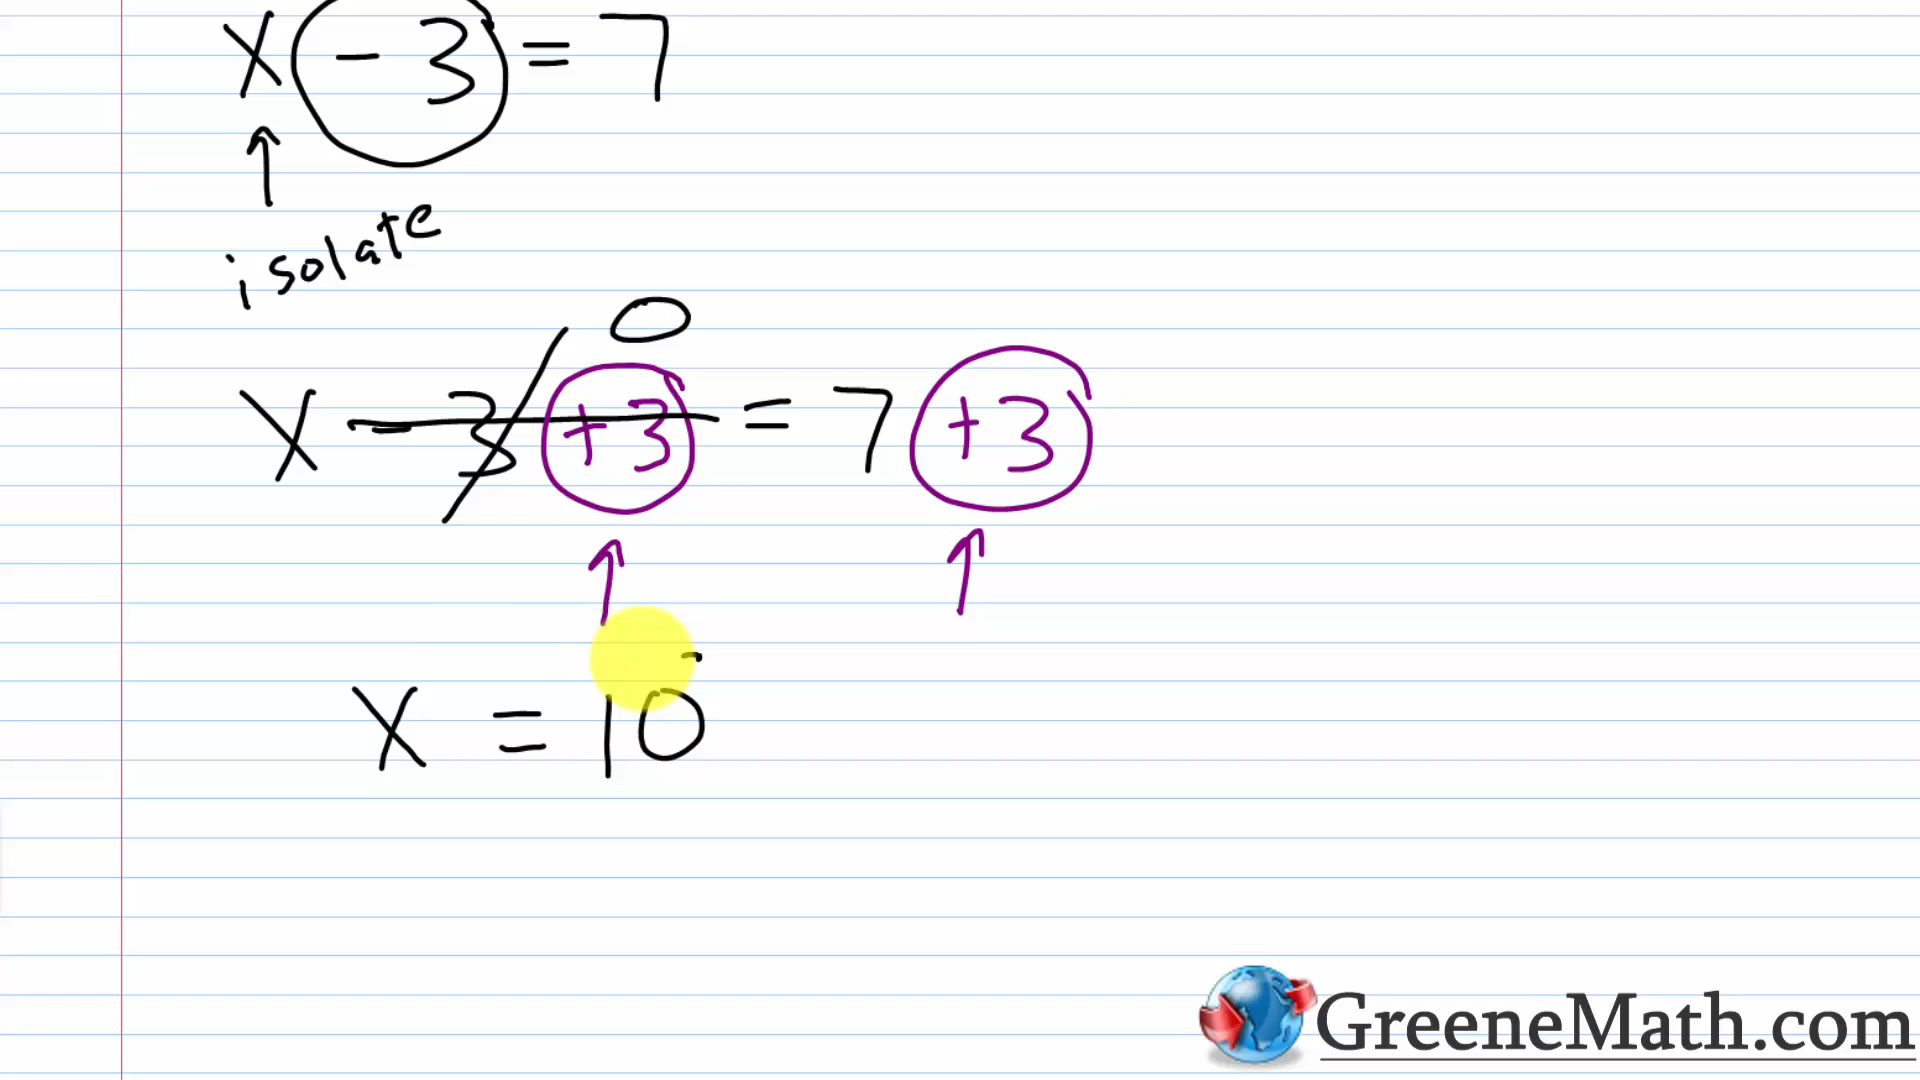 x - 3 = 7
isolate
0
x - 3 + 3 = 7 + 3
x = 10
GreeneMath.com